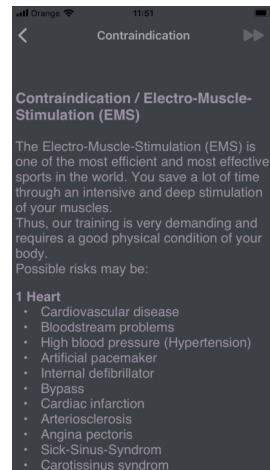 Orange 11:51
Contraindication
Contraindication / Electro-Muscle-
Stimulation (EMS)
The Electro-Muscle-Stimulation (EMS) is
one of the most efficient and most effective
sports in the world. You save a lot of time
through an intensive and deep stimulation
of your muscles.
Thus, our training is very demanding and
requires a good physical condition of your
body.
Possible risks may be:
1 Heart
• Cardiovascular disease
• Bloodstream problems
• High blood pressure (Hypertension)
• Artificial pacemaker
• Internal defibrillator
• Bypass
• Cardiac infarction
• Arteriosclerosis
• Angina pectoris
• Sick-Sinus-Syndrom
• Carotissinus syndrom